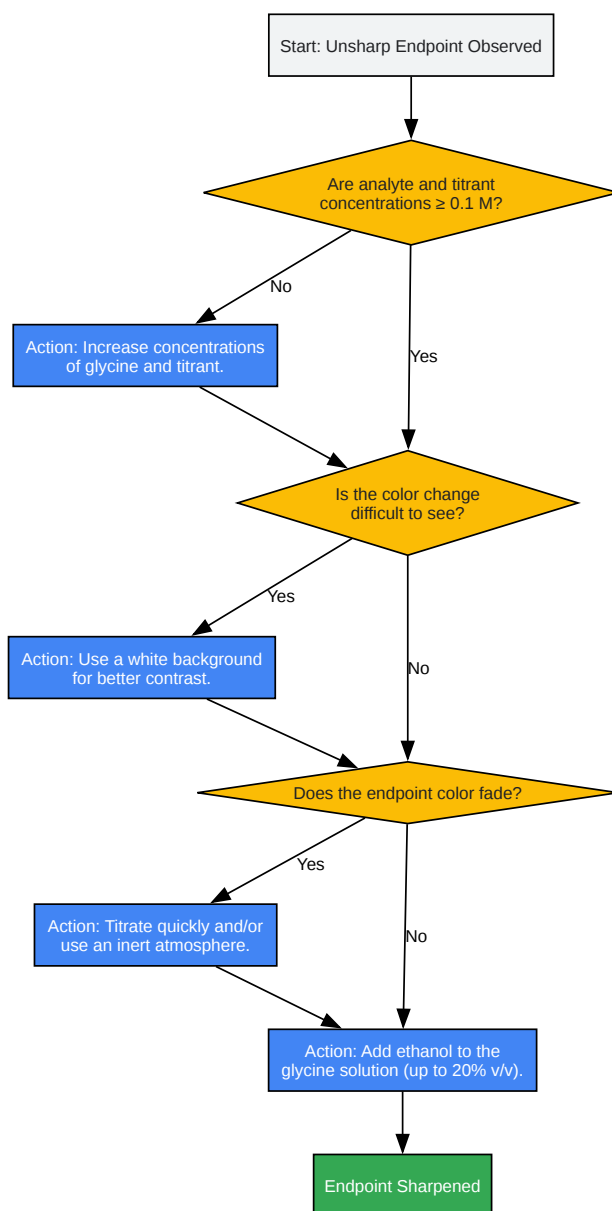 Start: Unsharp Endpoint Observed
Are analyte and titrant
concentrations ≥ 0.1 M?
No
Yes
Action: Increase concentrations
of glycine and titrant.
Is the color change
difficult to see?
Yes
No
Action: Use a white background
for better contrast.
Does the endpoint color fade?
Yes
No
Action: Titrate quickly and/or
use an inert atmosphere.
Action: Add ethanol to the
glycine solution (up to 20% v/v).
Endpoint Sharpened